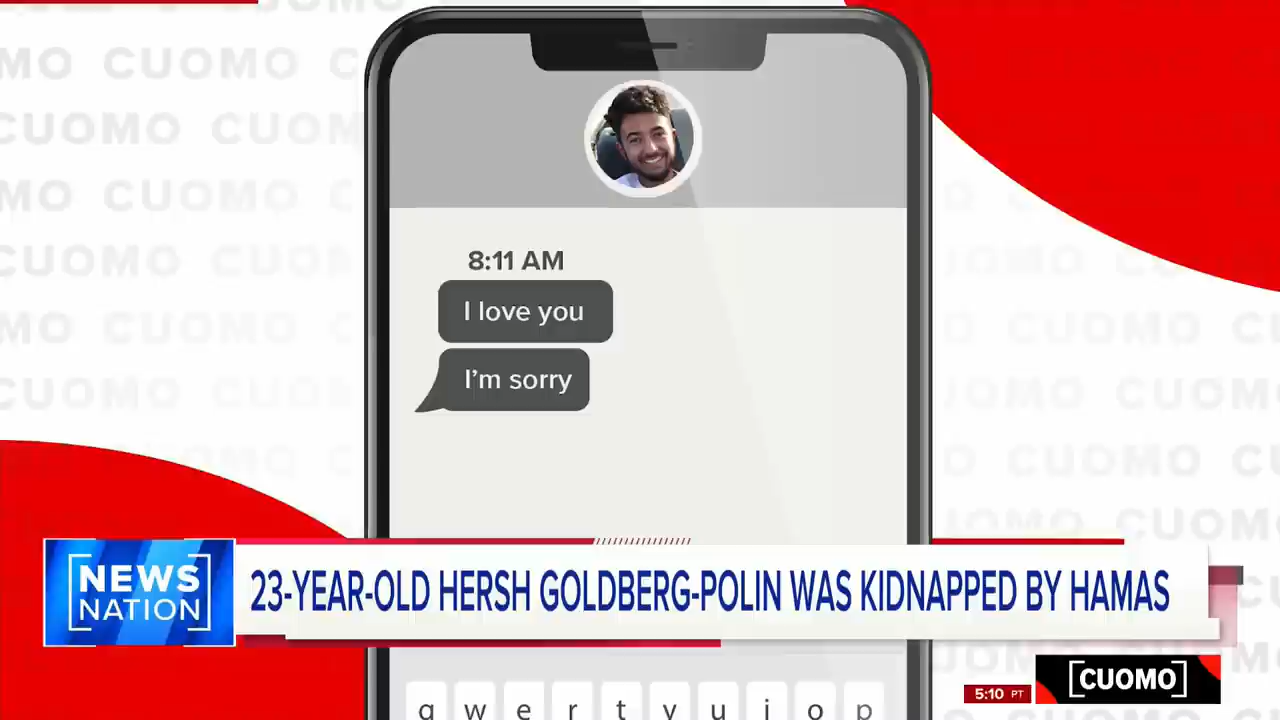 CUOMO
8:11 AM
I love you
I'm sorry
NEWS
NATION
23-YEAR-OLD HERSH GOLDBERG-POLIN WAS KIDNAPPED BY HAMAS
q w e r t y u i o p
5:10 PT
[CUOMO]